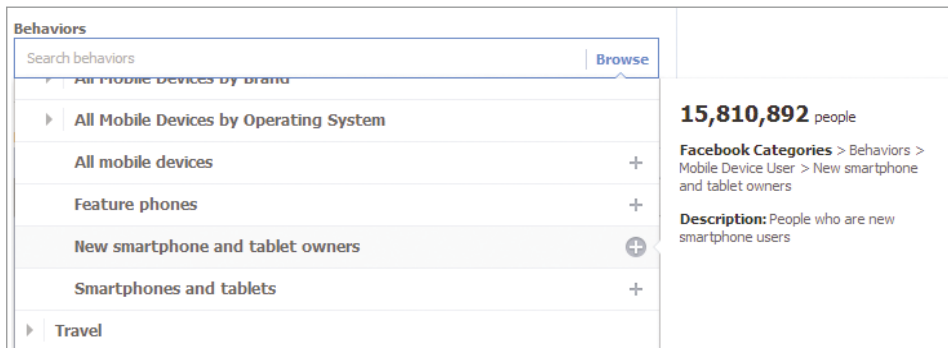 Behaviors
Search behaviors
Browse
All Mobile Devices by Brand
All Mobile Devices by Operating System
All mobile devices
Feature phones
New smartphone and tablet owners
Smartphones and tablets
Travel
15,810,892 people
Facebook Categories > Behaviors >
Mobile Device User > New smartphone
and tablet owners
Description: People who are new
smartphone users